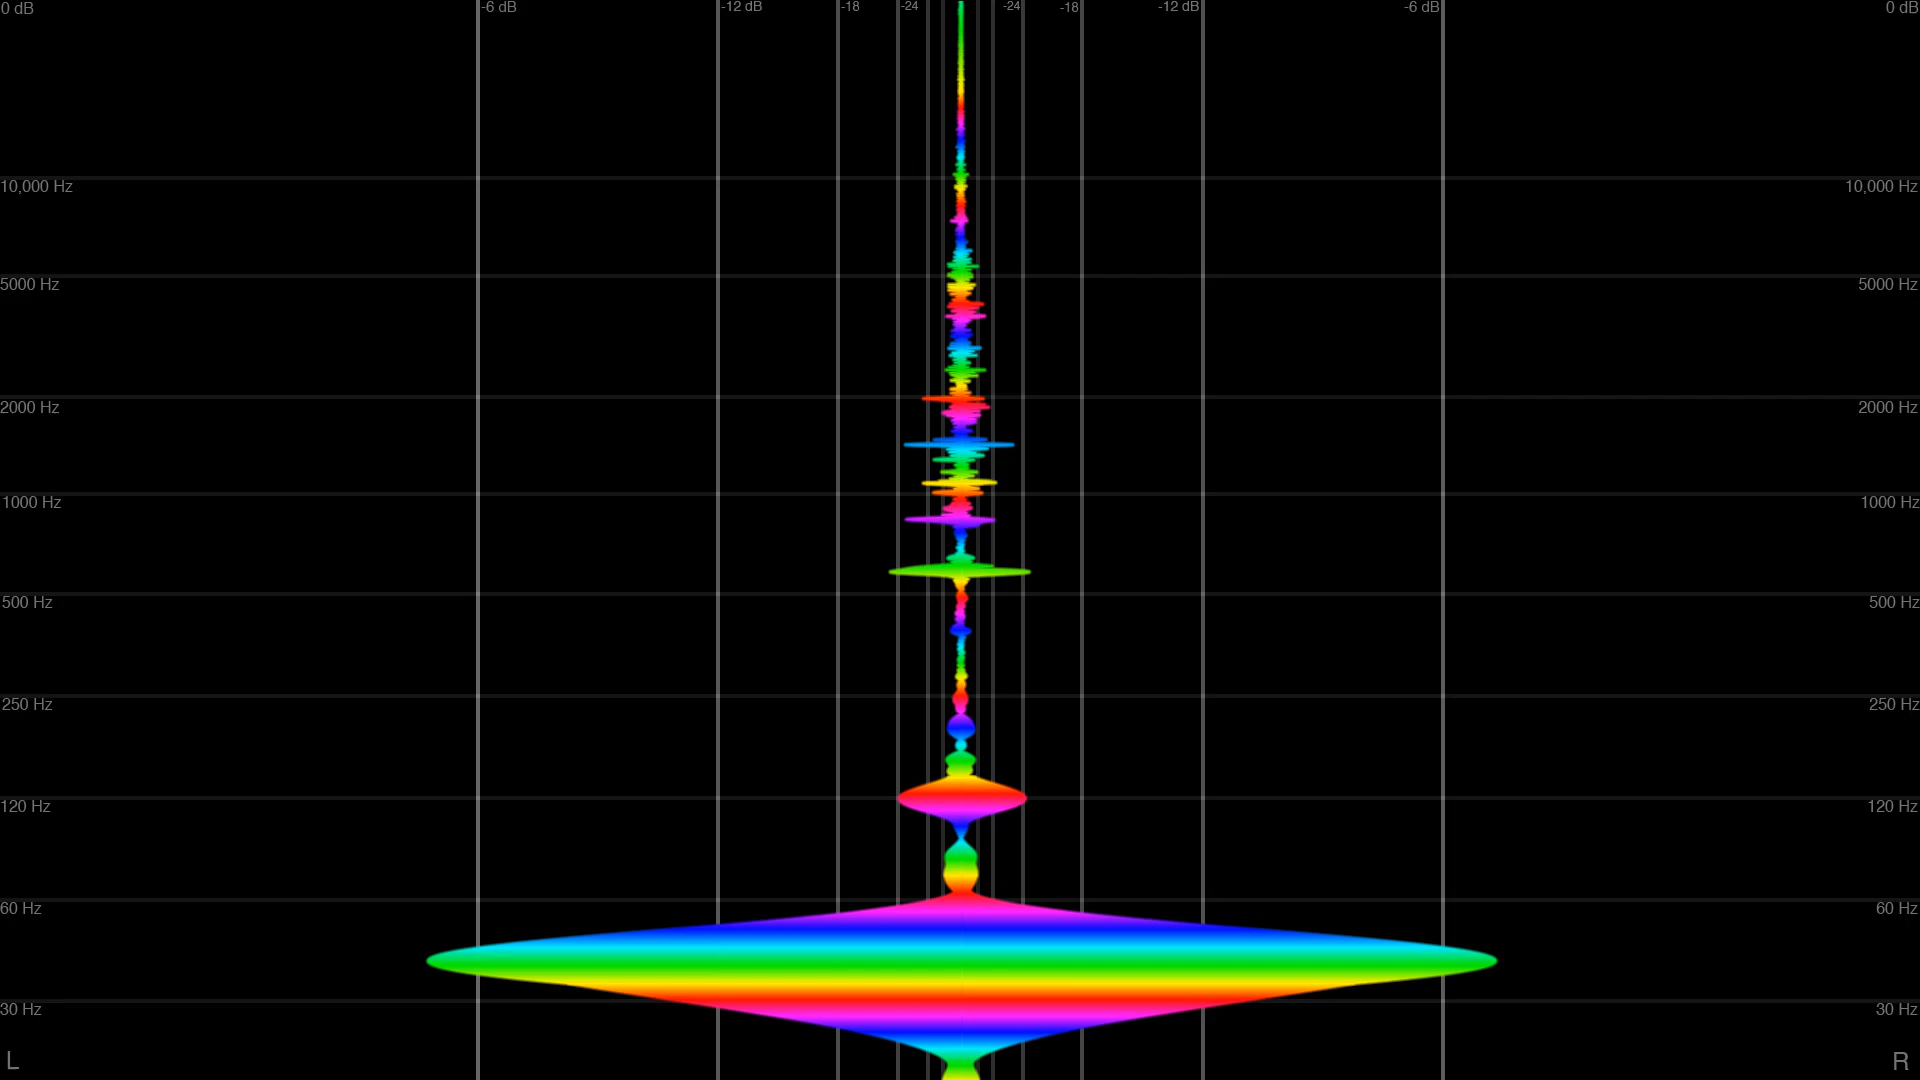 0 dB -6 dB -12 dB -18 -24 -24 -18 -12 dB -6 dB 0 dB
10,000 Hz 10,000 Hz
5000 Hz 5000 Hz
2000 Hz 2000 Hz
1000 Hz 1000 Hz
500 Hz 500 Hz
250 Hz 250 Hz
120 Hz 120 Hz
60 Hz 60 Hz
30 Hz 30 Hz
L R